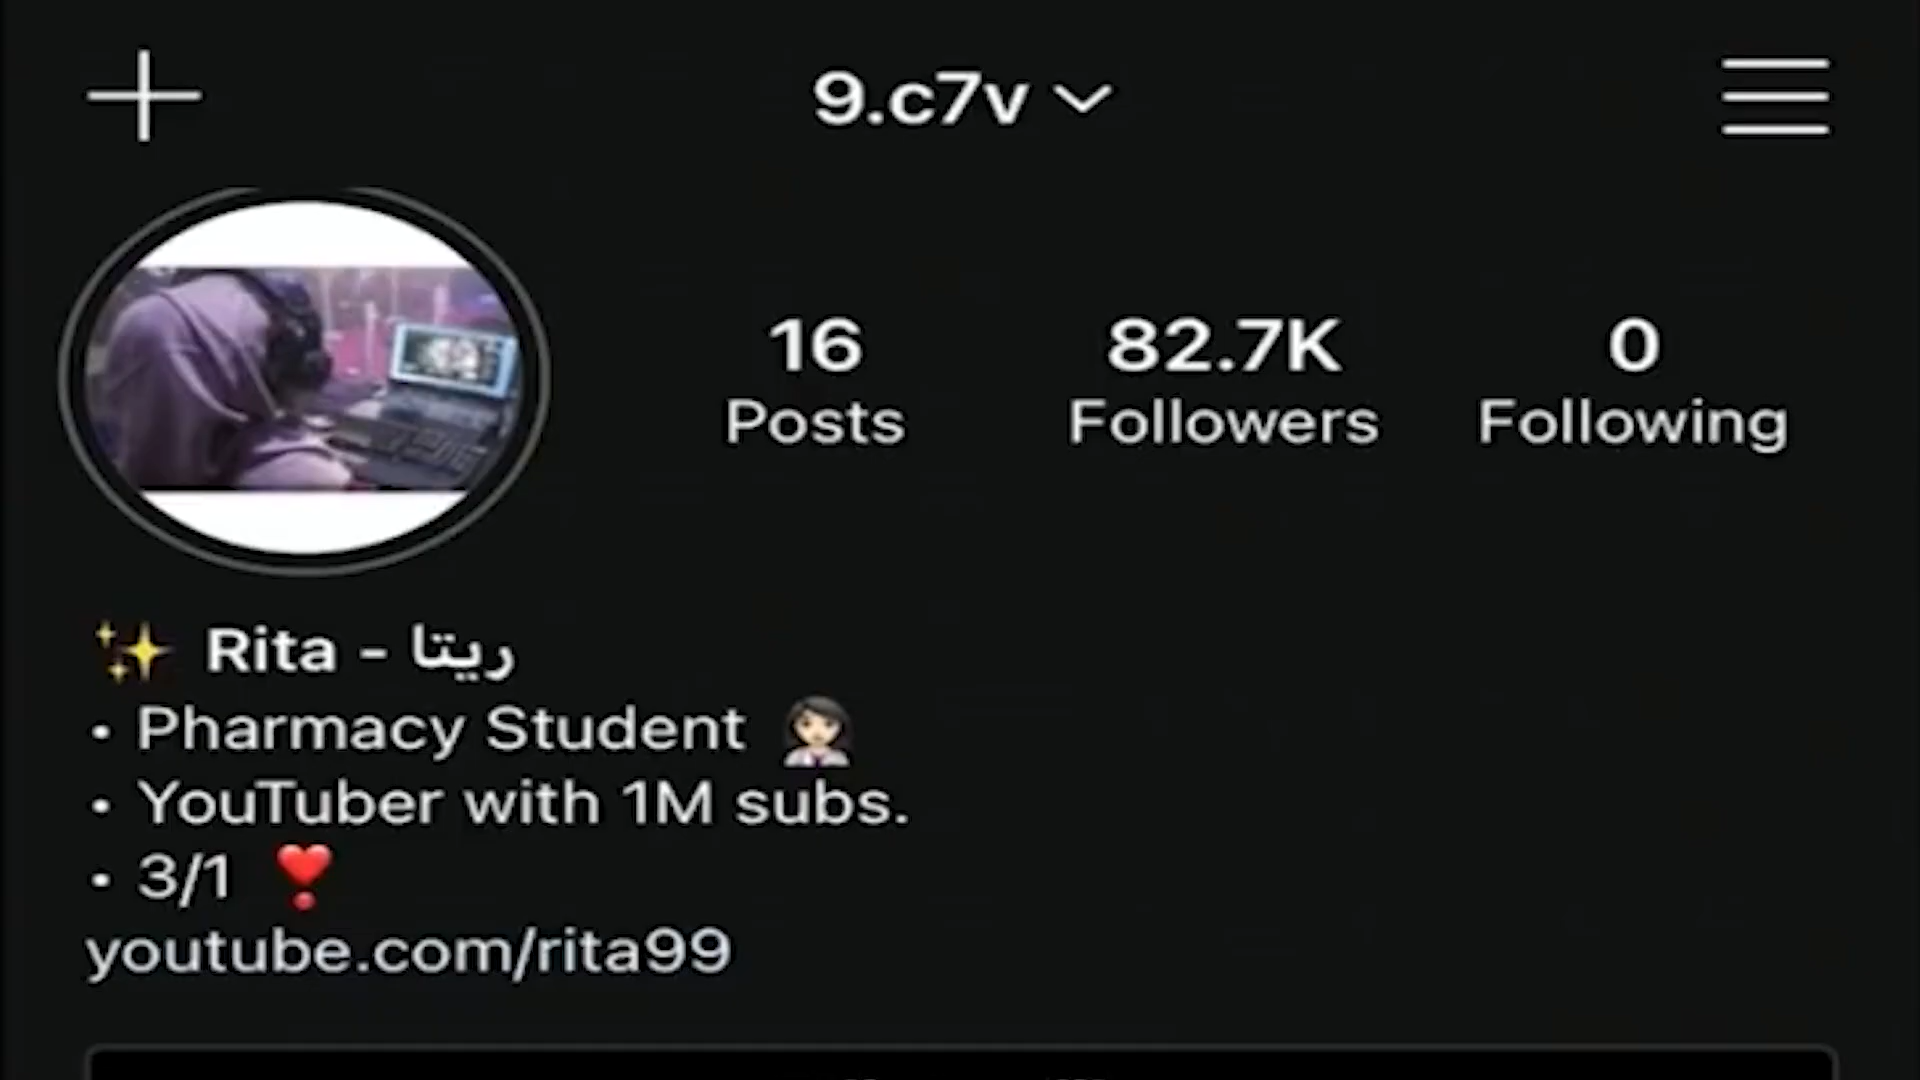 9.c7v
16 82.7K 0
Posts Followers Following
✨ Rita - ريتا
• Pharmacy Student 👩🏻‍⚕️
• YouTuber with 1M subs.
• 3/1 ❣️
youtube.com/rita99